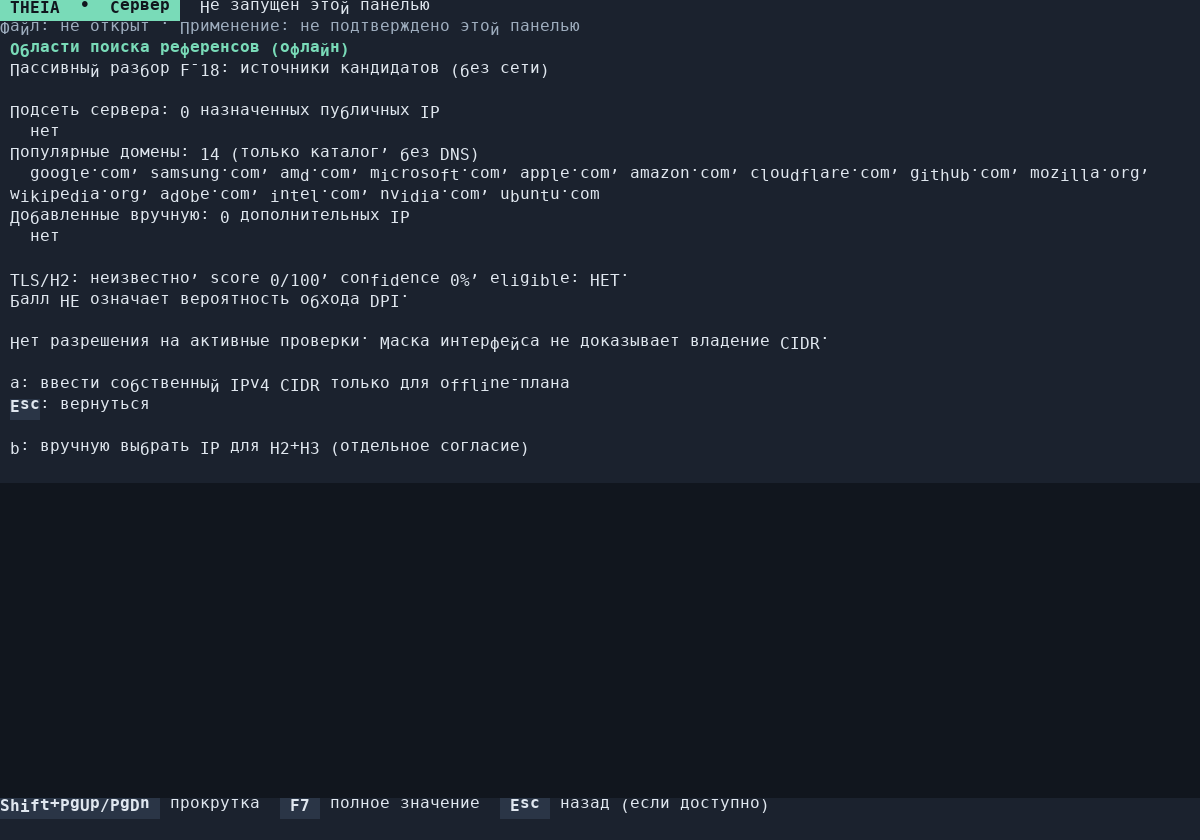 THEIA • Сервер Не запущен этой панелью
Файл: не открыт · Применение: не подтверждено этой панелью
Области поиска референсов (офлайн)
Пассивный разбор F-18: источники кандидатов (без сети)
Подсеть сервера: 0 назначенных публичных IP
нет
Популярные домены: 14 (только каталог, без DNS)
google.com, samsung.com, amd.com, microsoft.com, apple.com, amazon.com, cloudflare.com, github.com, mozilla.org,
wikipedia.org, adobe.com, intel.com, nvidia.com, ubuntu.com
Добавленные вручную: 0 дополнительных IP
нет
TLS/H2: неизвестно, score 0/100, confidence 0%, eligible: НЕТ.
Балл НЕ означает вероятность обхода DPI.
Нет разрешения на активные проверки. Маска интерфейса не доказывает владение CIDR.
a: ввести собственный IPv4 CIDR только для offline-плана
Esc: вернуться
b: вручную выбрать IP для H2+H3 (отдельное согласие)
Shift+PgUp/PgDn прокрутка F7 полное значение Esc назад (если доступно)